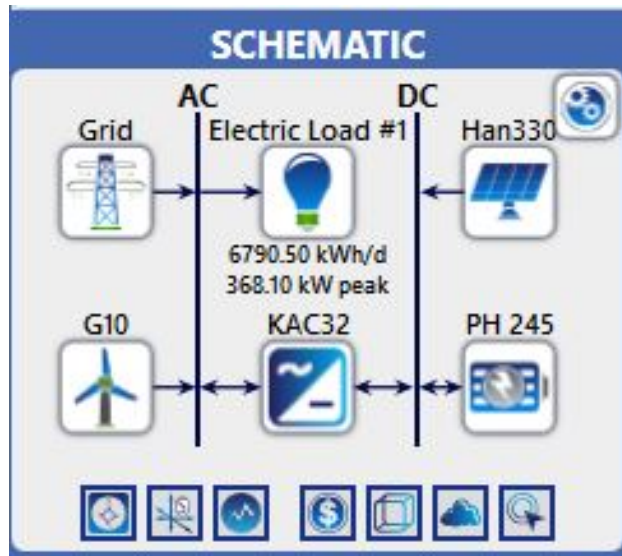 SCHEMATIC
AC DC
Grid Electric Load #1 Han330
6790.50 kWh/d
368.10 kW peak
G10 KAC32 PH 245